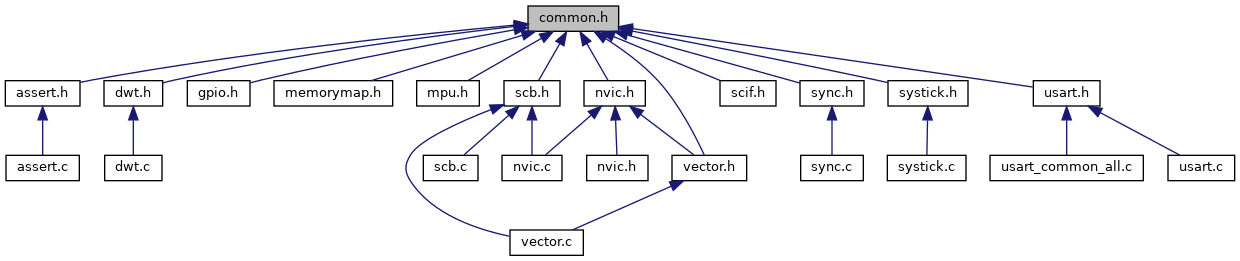 common.h
assert.h
dwt.h
gpio.h
memorymap.h
mpu.h
scb.h
nvic.h
scif.h
sync.h
systick.h
usart.h
assert.c
dwt.c
scb.c
nvic.c
nvic.h
vector.h
sync.c
systick.c
usart_common_all.c
usart.c
vector.c